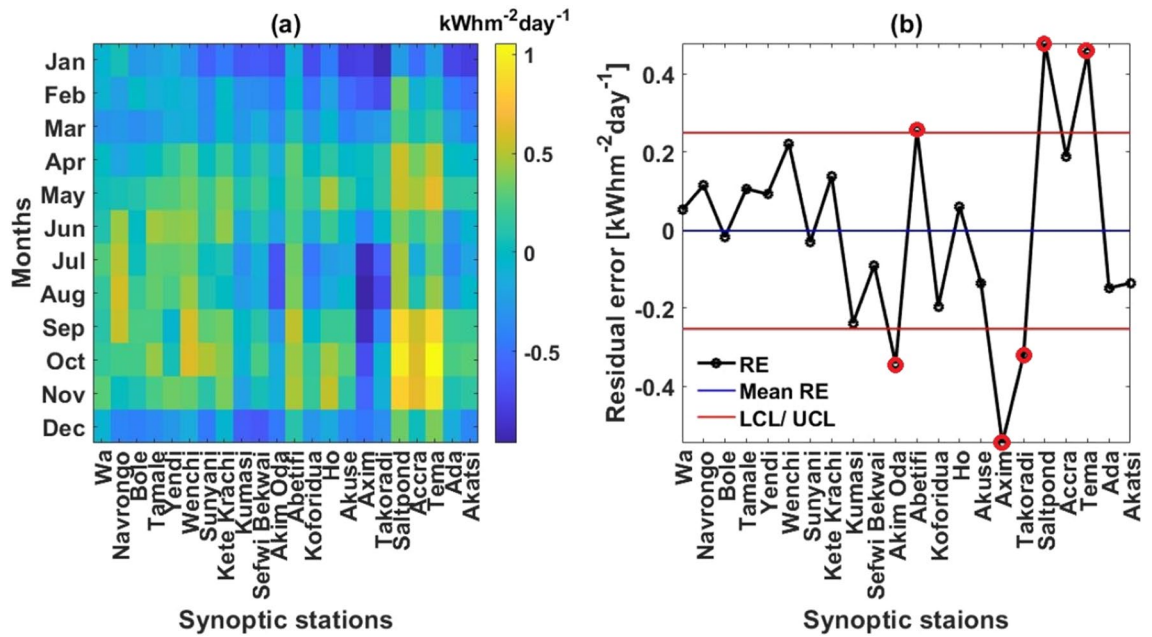 (a)
kWhm-2day-1
Jan
Feb
Mar
Apr
May
Jun
Jul
Aug
Sep
Oct
Nov
Dec
Months
1
0.5
0
-0.5
Wa
Navrongo
Bole
Tamale
Yendi
Wenchi
Sunyani
Kete Krachi
Kumasi
Sefwi Bekwai
Akim Oda
Abetifi
Koforidua
Ho
Akuse
Axim
Takoradi
Saltpond
Accra
Tema
Ada
Akatsi
Synoptic stations
(b)
Residual error [kWhm-2day-1]
0.4
0.2
0
-0.2
-0.4
RE
Mean RE
LCL/ UCL
Wa
Navrongo
Bole
Tamale
Yendi
Wenchi
Sunyani
Kete Krachi
Kumasi
Sefwi Bekwai
Akim Oda
Abetifi
Koforidua
Ho
Akuse
Axim
Takoradi
Saltpond
Accra
Tema
Ada
Akatsi
Synoptic staions